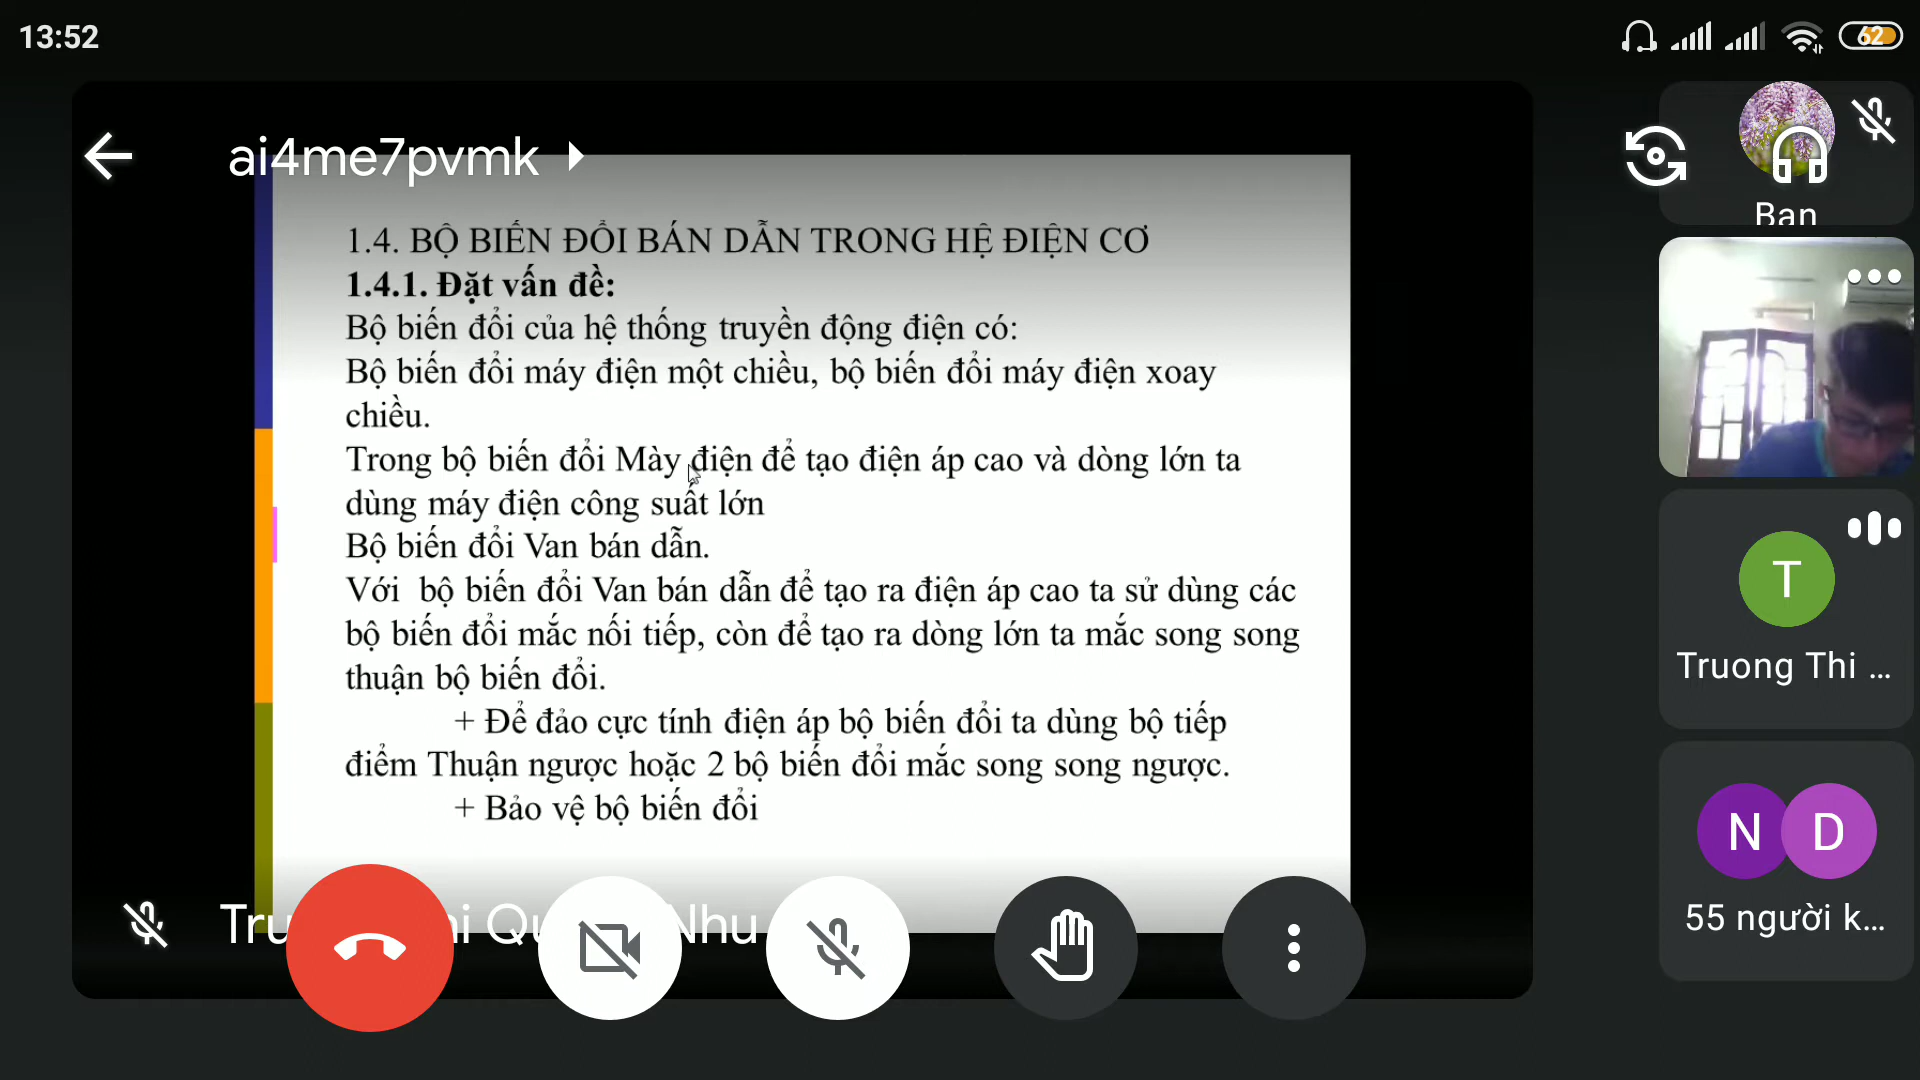 13:52
62
ai4me7pvmk
Bạn
1.4. BỘ BIẾN ĐỔI BÁN DẪN TRONG HỆ ĐIỆN CƠ
1.4.1. Đặt vấn đề:
Bộ biến đổi của hệ thống truyền động điện có:
Bộ biến đổi máy điện một chiều, bộ biến đổi máy điện xoay
chiều.
Trong bộ biến đổi Mày điện để tạo điện áp cao và dòng lớn ta
dùng máy điện công suất lớn
Bộ biến đổi Van bán dẫn.
Với bộ biến đổi Van bán dẫn để tạo ra điện áp cao ta sử dùng các
bộ biến đổi mắc nối tiếp, còn để tạo ra dòng lớn ta mắc song song
thuận bộ biến đổi.
+ Để đảo cực tính điện áp bộ biến đổi ta dùng bộ tiếp
điểm Thuận ngược hoặc 2 bộ biến đổi mắc song song ngược.
+ Bảo vệ bộ biến đổi
T
Truong Thi ...
N D
55 người k...
Nhu